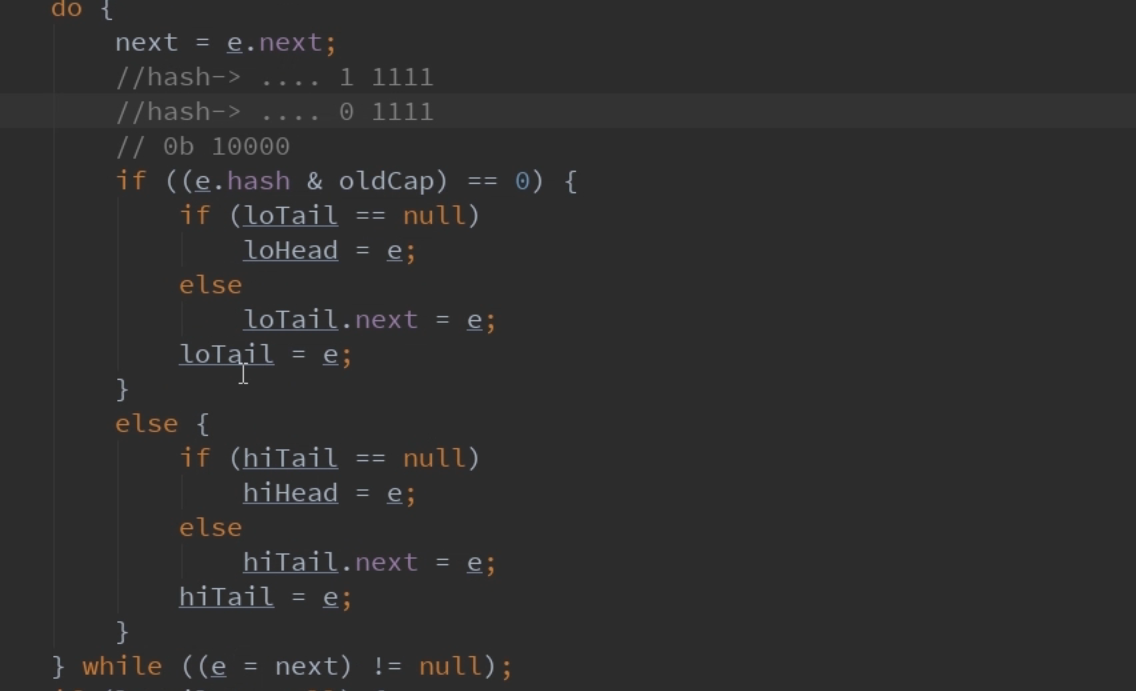 do {
next = e.next;
//hash-> .... 1 1111
//hash-> .... 0 1111
// 0b 10000
if ((e.hash & oldCap) == 0) {
if (loTail == null)
loHead = e;
else
loTail.next = e;
loTail = e;
}
else {
if (hiTail == null)
hiHead = e;
else
hiTail.next = e;
hiTail = e;
}
} while ((e = next) != null);